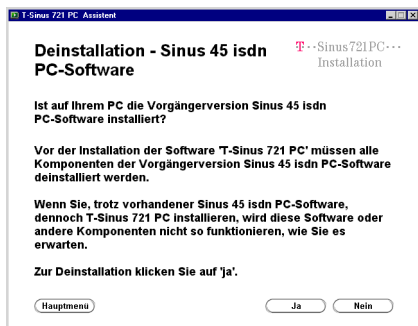 T-Sinus 721 PC Assistent
Deinstallation - Sinus 45 isdn
PC-Software
T··Sinus721PC···
Installation
Ist auf Ihrem PC die Vorgängerversion Sinus 45 isdn
PC-Software installiert?
Vor der Installation der Software 'T-Sinus 721 PC' müssen alle
Komponenten der Vorgängerversion Sinus 45 isdn PC-Software
deinstalliert werden.
Wenn Sie, trotz vorhandener Sinus 45 isdn PC-Software,
dennoch T-Sinus 721 PC installieren, wird diese Software oder
andere Komponenten nicht so funktionieren, wie Sie es
erwarten.
Zur Deinstallation klicken Sie auf 'ja'.
Hauptmenü
Ja
Nein